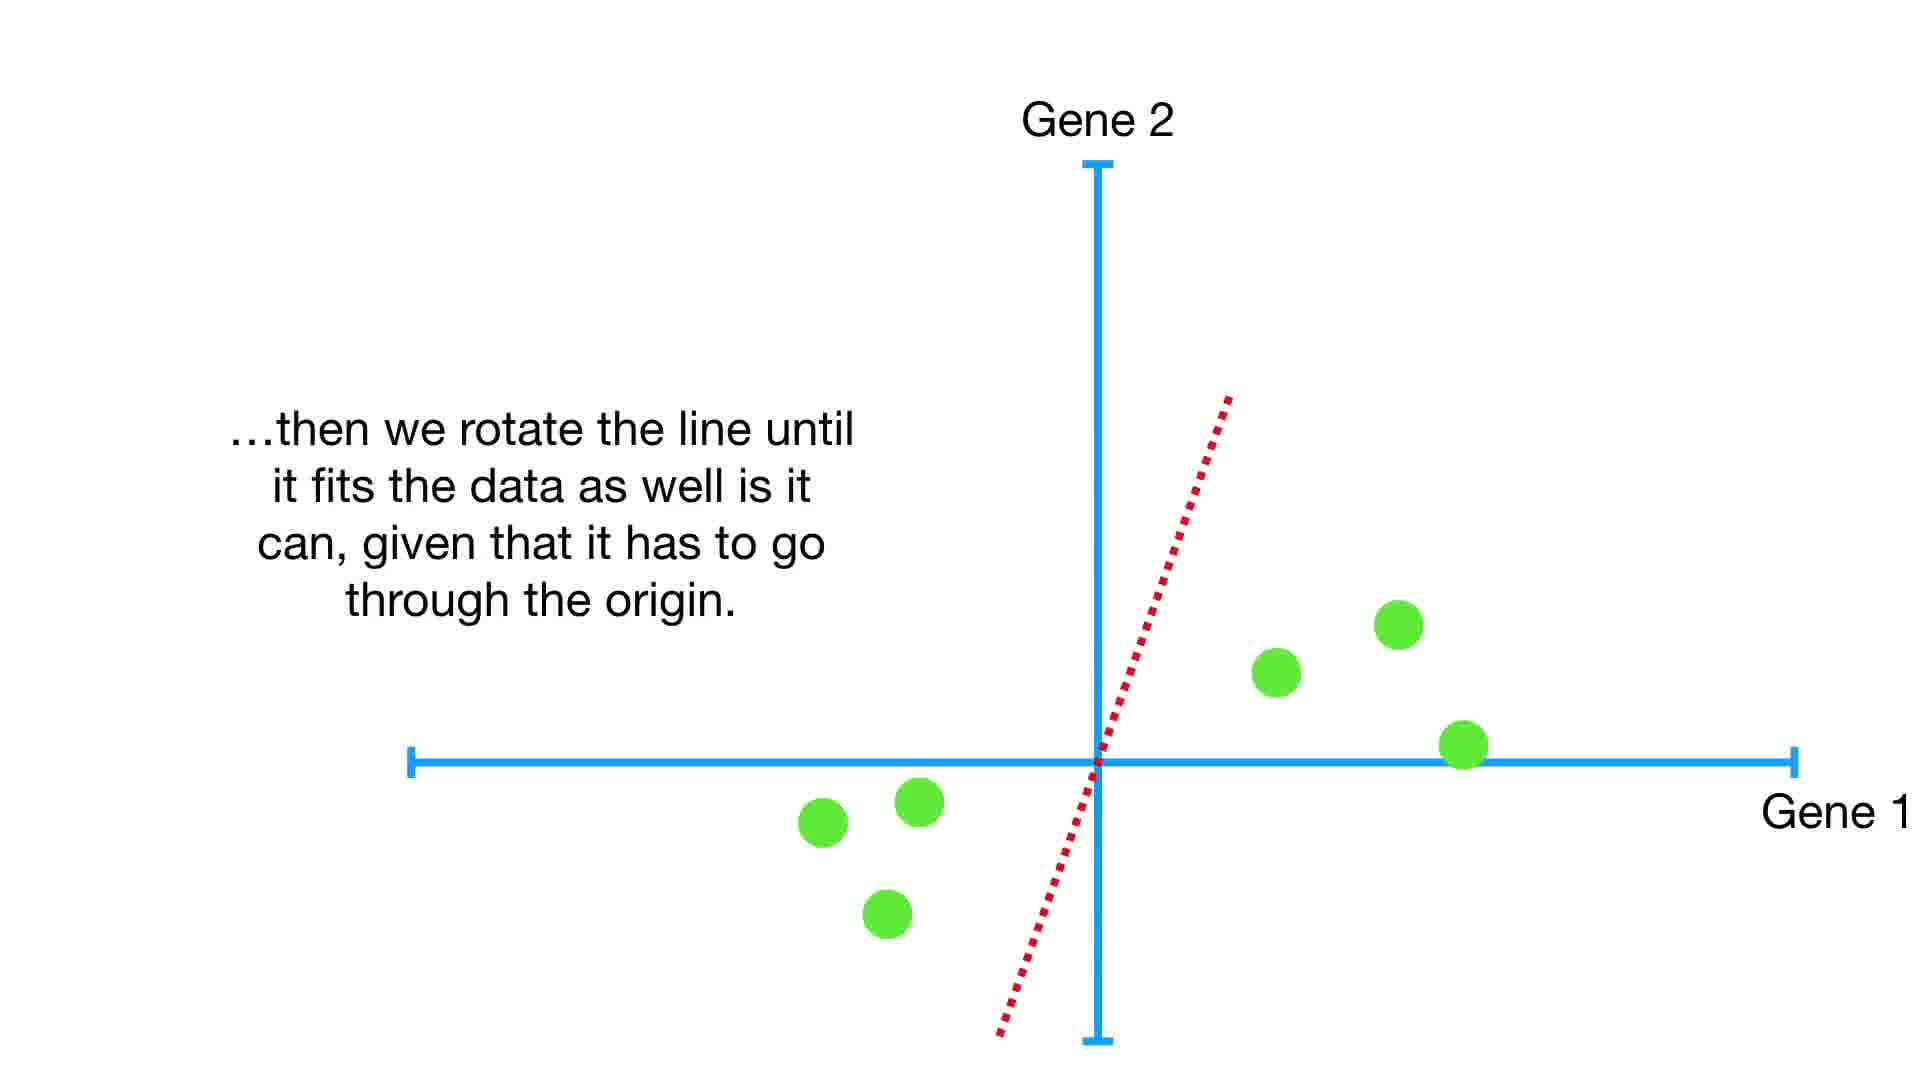 Gene 2
…then we rotate the line until
it fits the data as well is it
can, given that it has to go
through the origin.
Gene 1